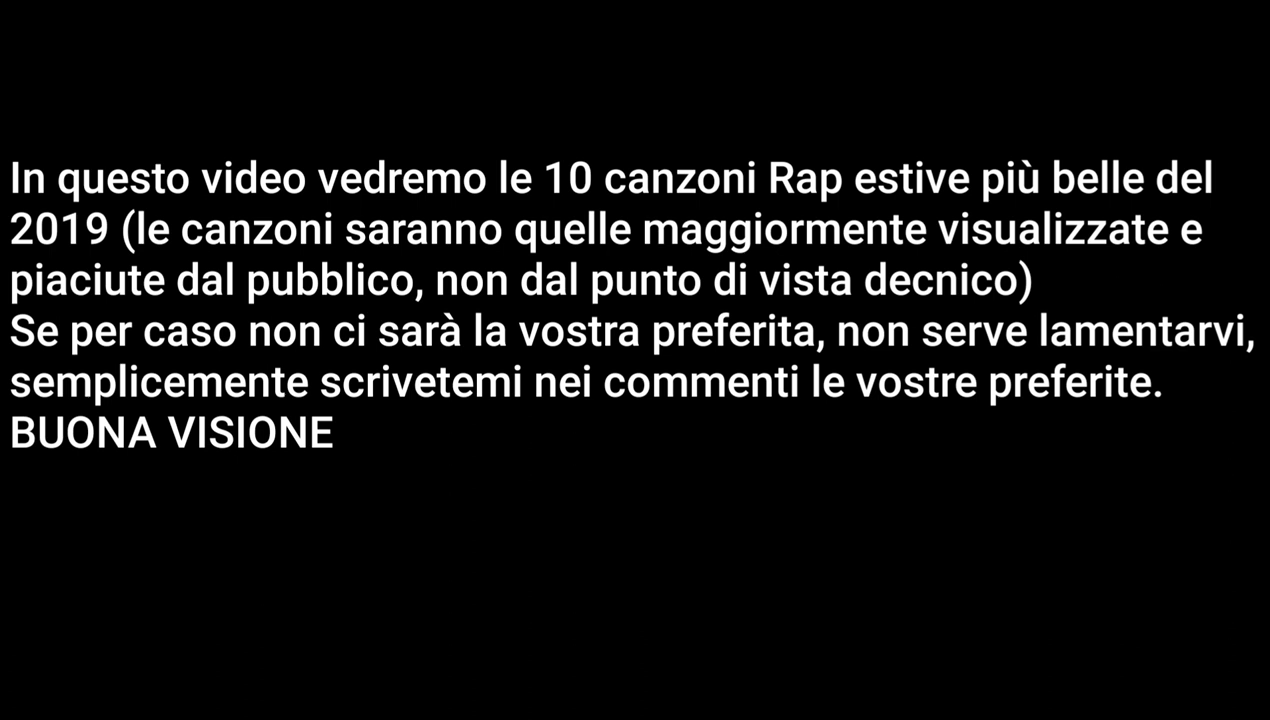 In questo video vedremo le 10 canzoni Rap estive più belle del
2019 (le canzoni saranno quelle maggiormente visualizzate e
piaciute dal pubblico, non dal punto di vista decnico)
Se per caso non ci sarà la vostra preferita, non serve lamentarvi,
semplicemente scrivetemi nei commenti le vostre preferite.
BUONA VISIONE